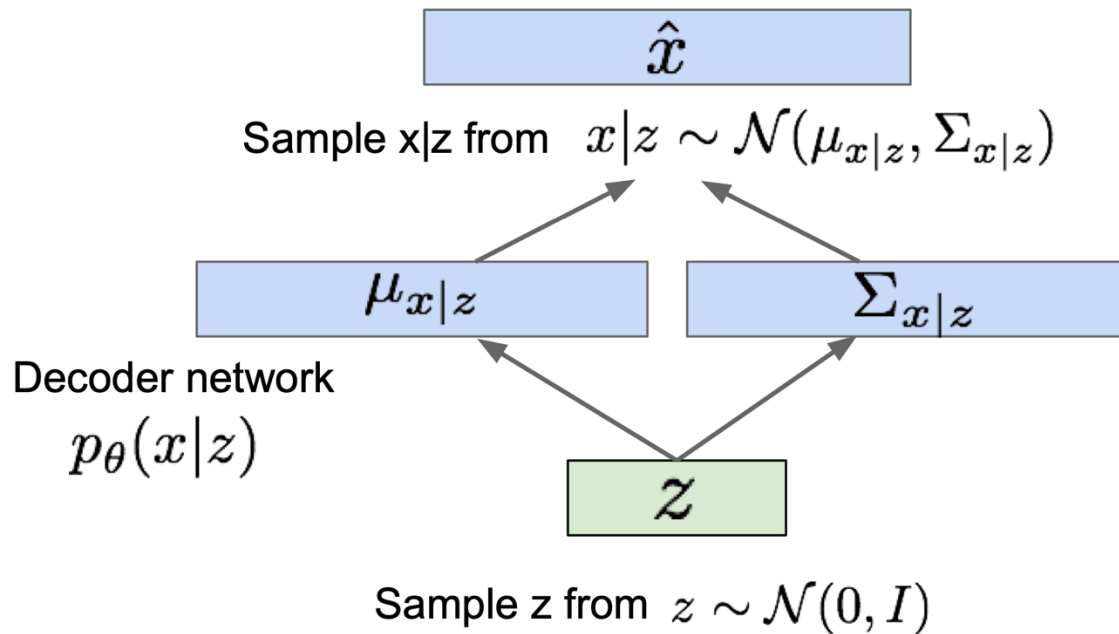 x̂
Sample x|z from x|z ∼ 𝒩(μ_{x|z}, Σ_{x|z})
μ_{x|z}
Σ_{x|z}
Decoder network
p_θ(x|z)
z
Sample z from z ∼ 𝒩(0, I)